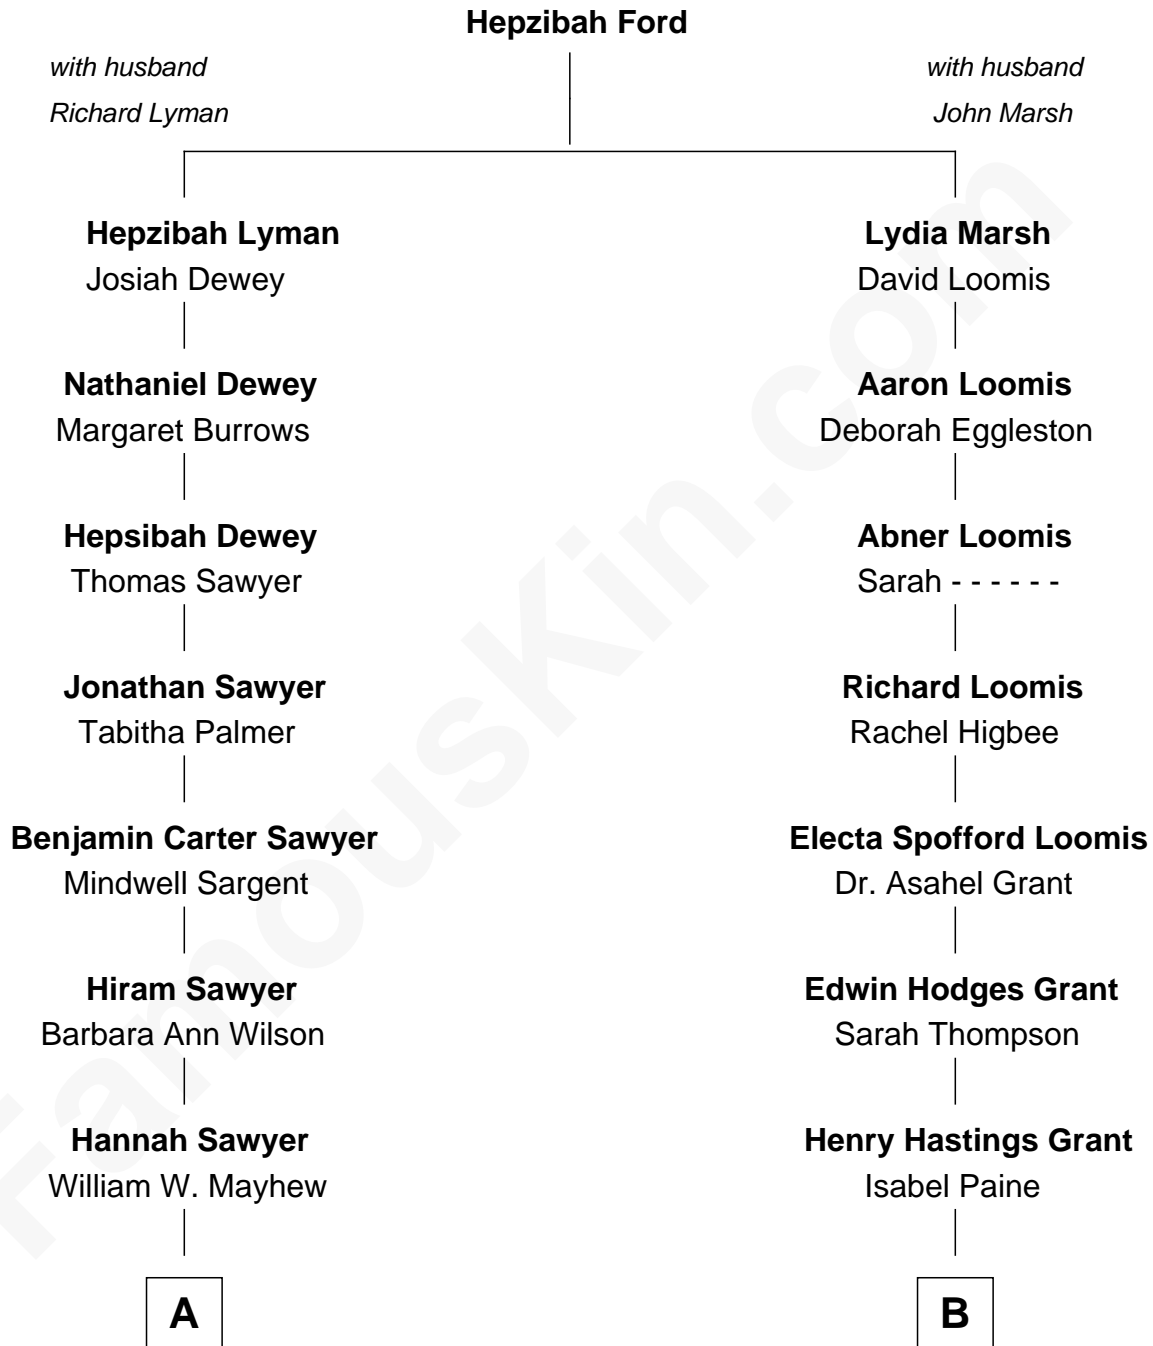 Hepzibah Ford
with husband
Richard Lyman
with husband
John Marsh
Hepzibah Lyman
Josiah Dewey
Lydia Marsh
David Loomis
Nathaniel Dewey
Margaret Burrows
Aaron Loomis
Deborah Eggleston
Hepsibah Dewey
Thomas Sawyer
Abner Loomis
Sarah - - - - - -
Jonathan Sawyer
Tabitha Palmer
Richard Loomis
Rachel Higbee
Benjamin Carter Sawyer
Mindwell Sargent
Electa Spofford Loomis
Dr. Asahel Grant
Hiram Sawyer
Barbara Ann Wilson
Edwin Hodges Grant
Sarah Thompson
Hannah Sawyer
William W. Mayhew
Henry Hastings Grant
Isabel Paine
A
B
FamousKin.com